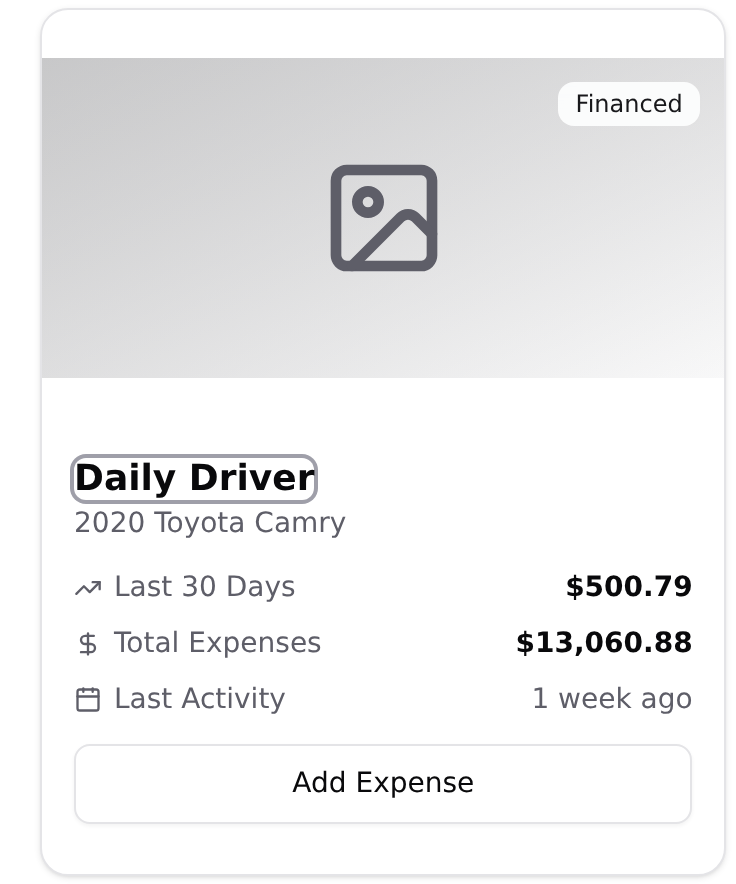 Financed
Daily Driver
2020 Toyota Camry
Last 30 Days $500.79
Total Expenses $13,060.88
Last Activity 1 week ago
Add Expense